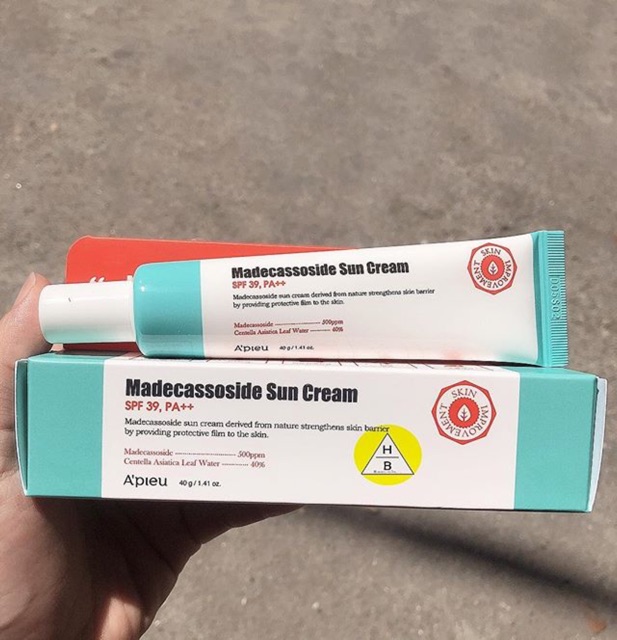 Madecassoside Sun Cream
SPF 39, PA++
Madecassoside sun cream derived from nature strengthens skin barrier
by providing protective film to the skin.
Madecassoside 500ppm
Centella Asiatica Leaf Water 40%
A'PIEU 40 g / 1.41 oz.
SKIN IMPROVEMENT
Madecassoside Sun Cream
SPF 39, PA++
Madecassoside sun cream derived from nature strengthens skin barrier
by providing protective film to the skin.
Madecassoside 500ppm
Centella Asiatica Leaf Water 40%
A'PIEU 40 g / 1.41 oz.
SKIN IMPROVEMENT
H
B